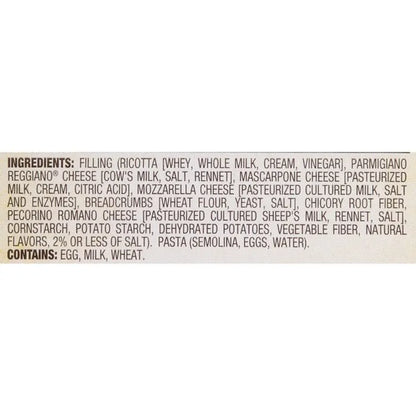 INGREDIENTS: FILLING (RICOTTA [WHEY, WHOLE MILK, CREAM, VINEGAR], PARMIGIANO
REGGIANO® CHEESE [COW'S MILK, SALT, RENNET], MASCARPONE CHEESE [PASTEURIZED
MILK, CREAM, CITRIC ACID], MOZZARELLA CHEESE [PASTEURIZED CULTURED MILK, SALT
AND ENZYMES], BREADCRUMBS [WHEAT FLOUR, YEAST, SALT], CHICORY ROOT FIBER,
PECORINO ROMANO CHEESE [PASTEURIZED CULTURED SHEEP'S MILK, RENNET, SALT],
CORNSTARCH, POTATO STARCH, DEHYDRATED POTATOES, VEGETABLE FIBER, NATURAL
FLAVORS, 2% OR LESS OF SALT). PASTA (SEMOLINA, EGGS, WATER).
CONTAINS: EGG, MILK, WHEAT.